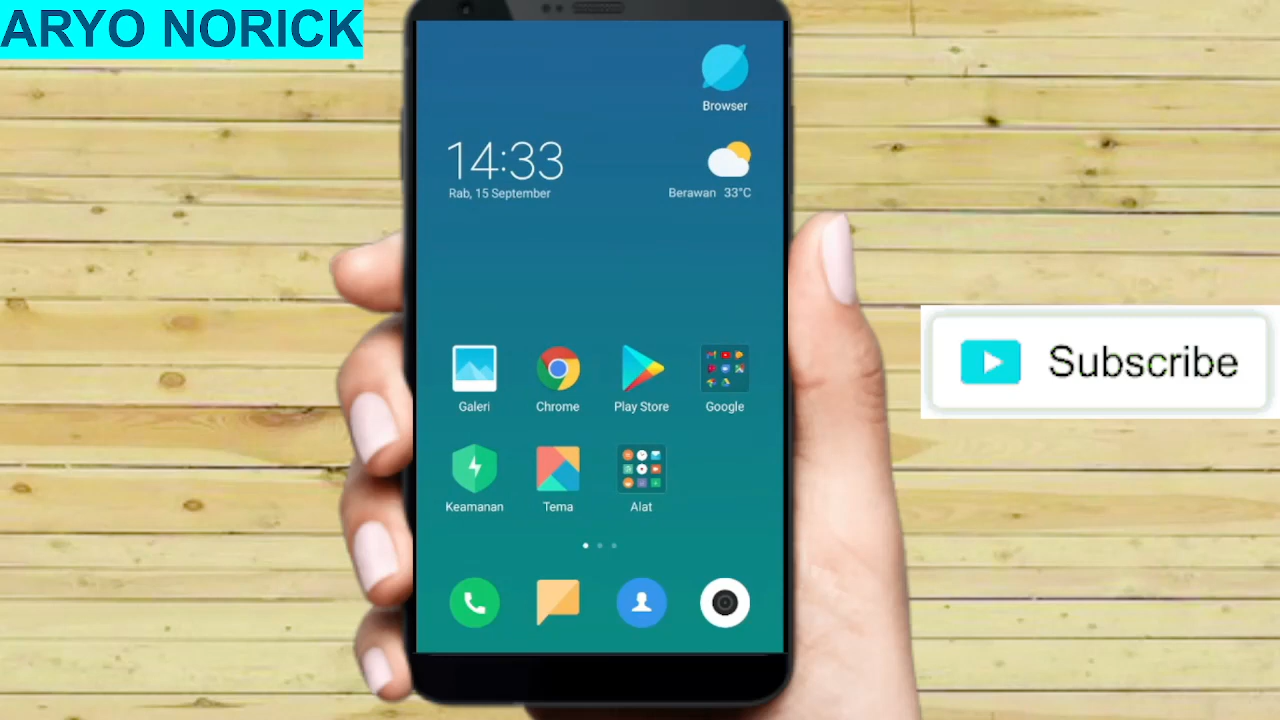 ARYO NORICK
Browser
14:33
Rab, 15 September
Berawan 33°C
Galeri
Chrome
Play Store
Google
Subscribe
Keamanan
Tema
Alat